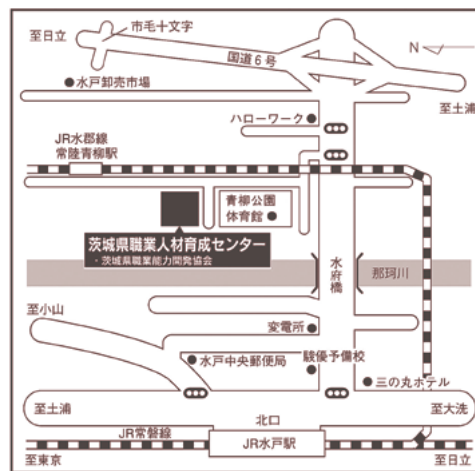 市毛十文字
至日立
国道6号
N
水戸卸売市場
至土浦
ハローワーク
JR水郡線
常陸青柳駅
青柳公園
体育館
茨城県職業人材育成センター
・茨城県職業能力開発協会
水府橋
那珂川
至小山
変電所
水戸中央郵便局
駿優予備校
三の丸ホテル
至土浦
北口
至大洗
JR常磐線
JR水戸駅
至東京
至日立